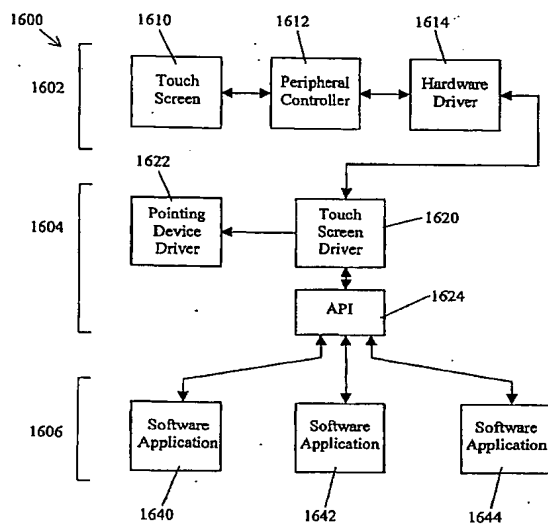 1600
1610
1612
1614
1602
Touch
Screen
Peripheral
Controller
Hardware
Driver
1622
1604
Pointing
Device
Driver
Touch
Screen
Driver
1620
API
1624
1606
Software
Application
Software
Application
Software
Application
1640
1642
1644